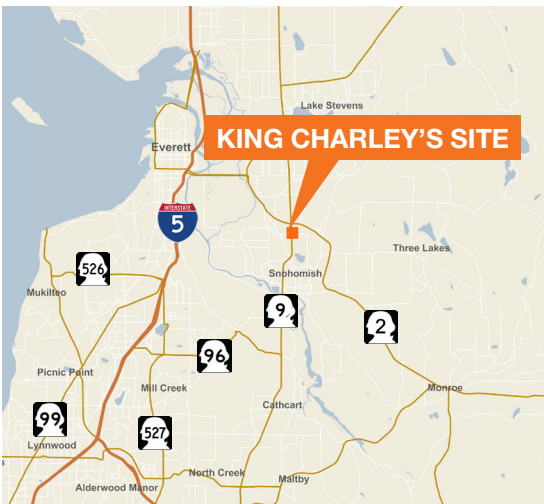 Lake Stevens
KING CHARLEY'S SITE
Everett
INTERSTATE
5
Three Lakes
526
Snohomish
Mukilteo
9
2
96
Picnic Point
Mill Creek
Monroe
Cathcart
99
527
Lynnwood
s
North Creek
Maltby
Alderwood Manor